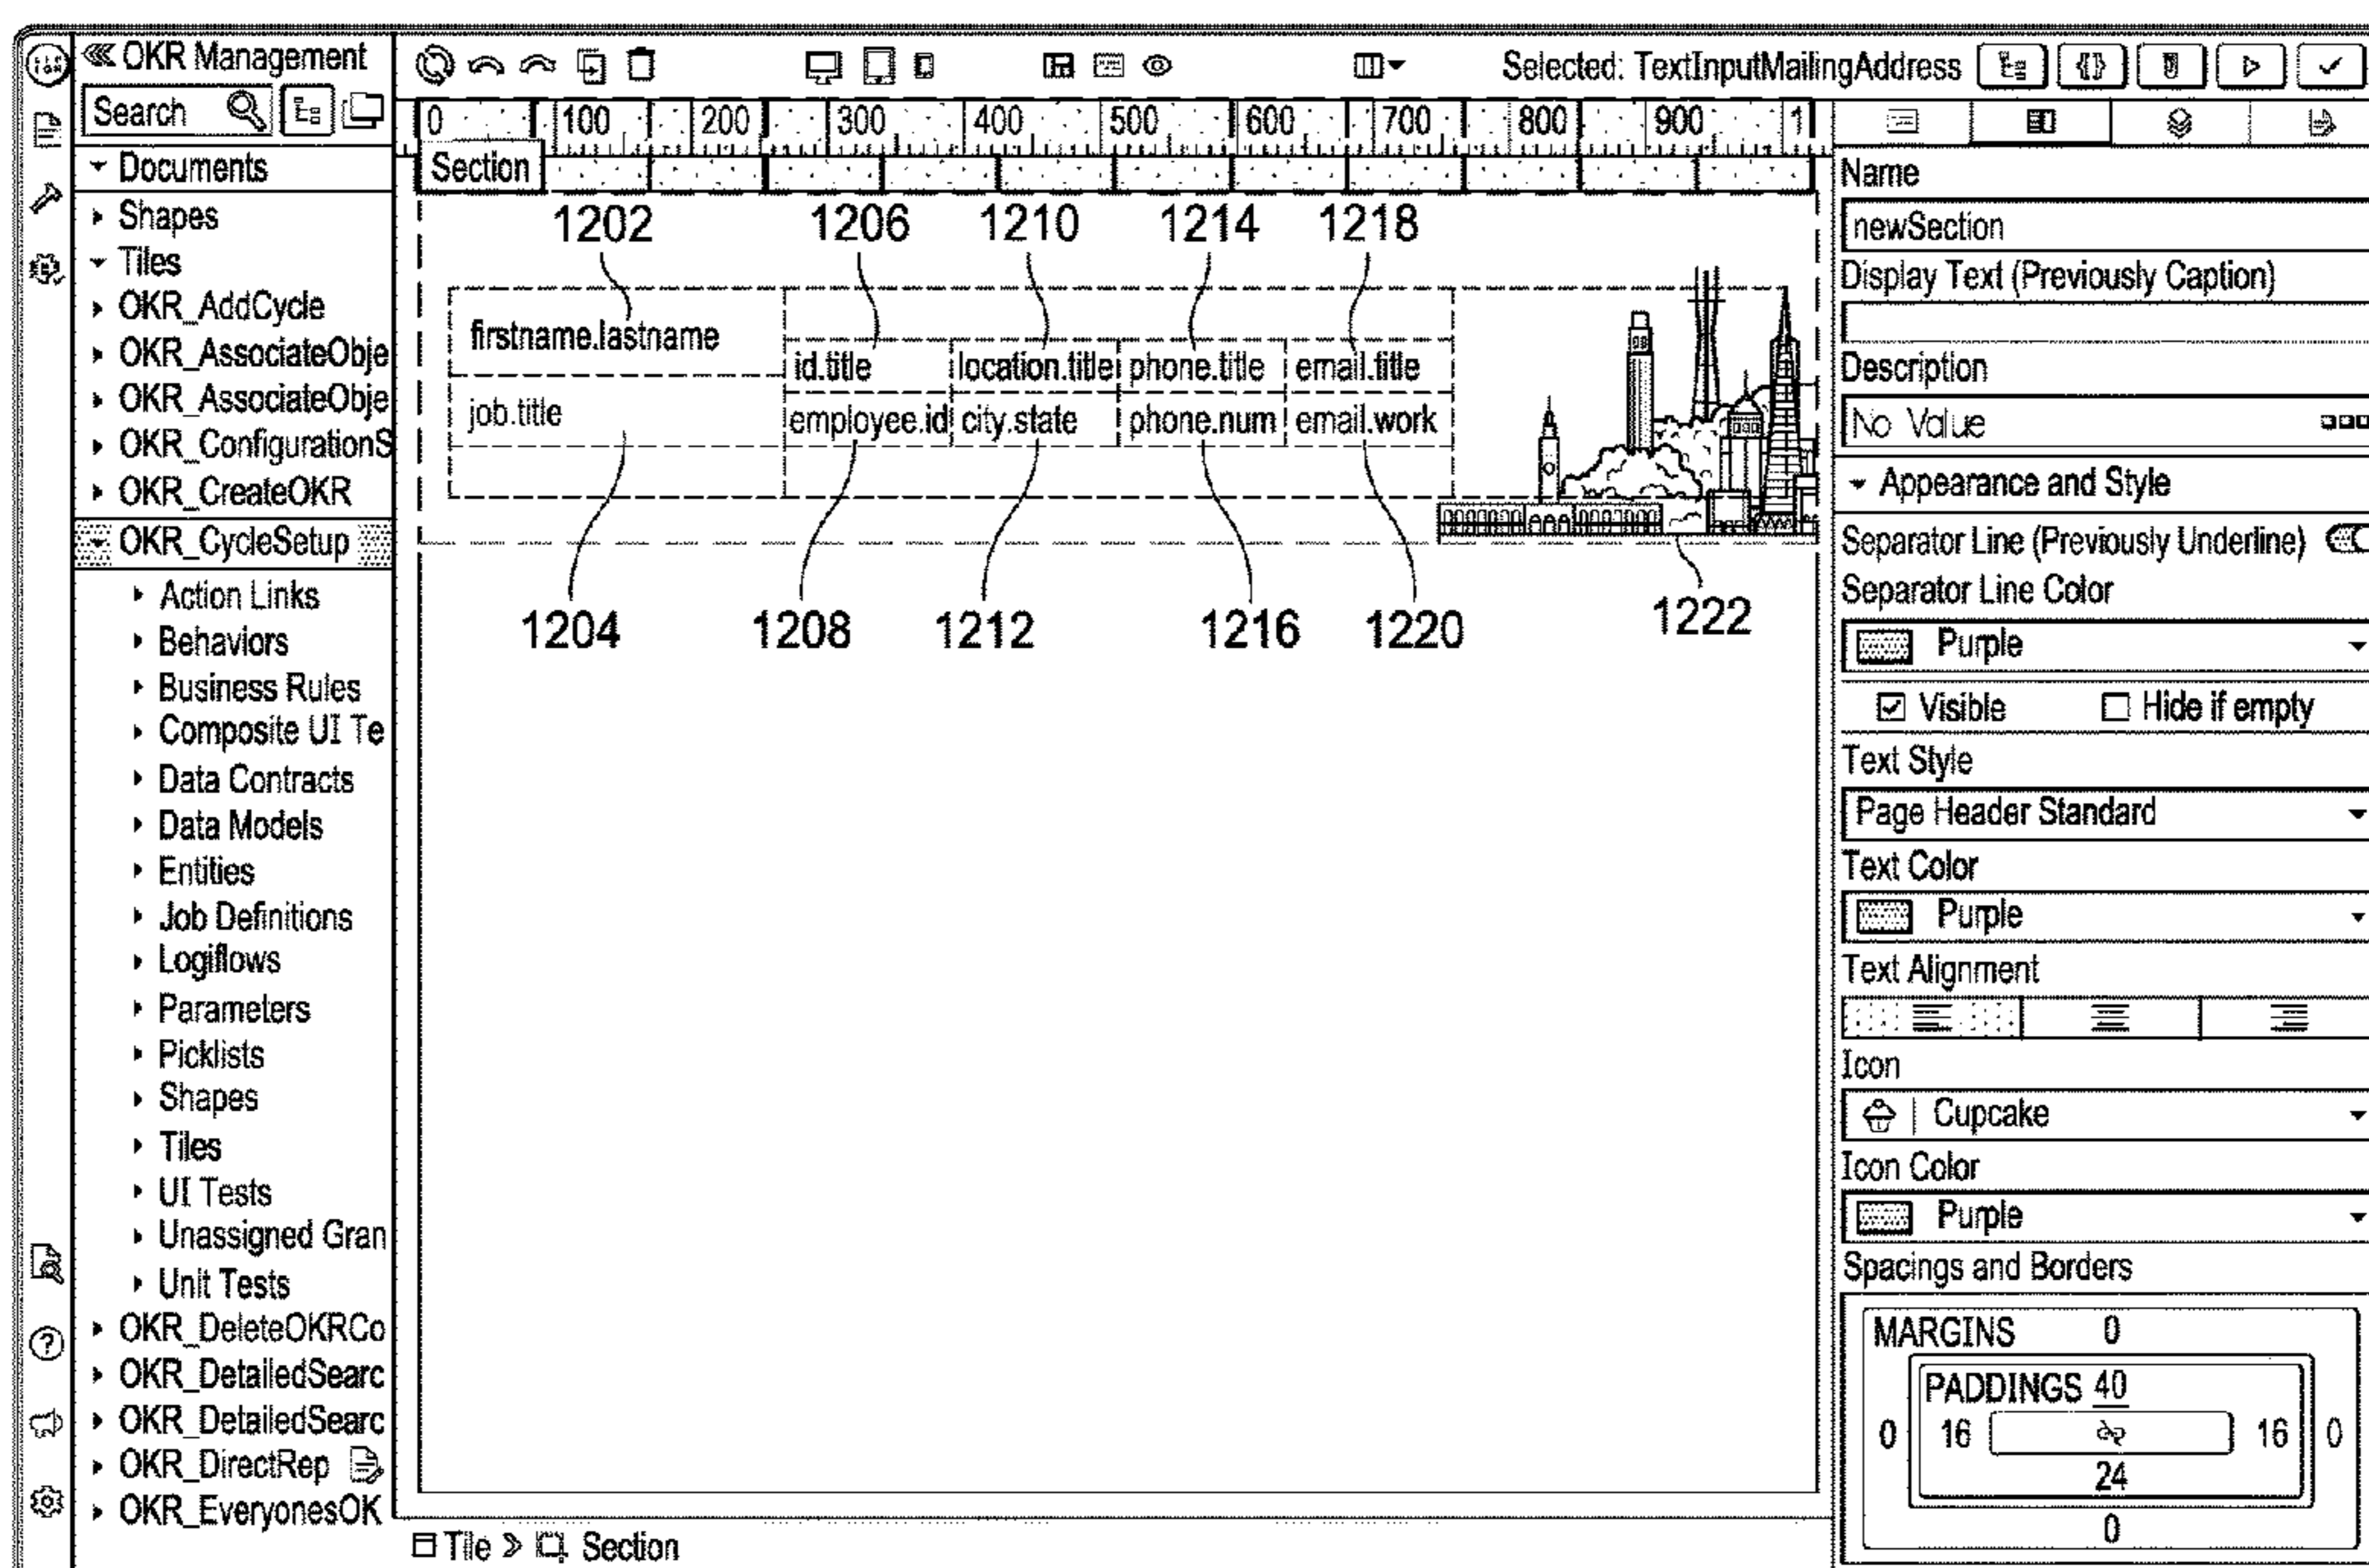 OKR Management
Search
Documents
Shapes
Tiles
OKR_AddCycle
OKR_AssociateObje
OKR_AssociateObje
OKR_ConfigurationS
OKR_CreateOKR
OKR_CycleSetup
Action Links
Behaviors
Business Rules
Composite UI Te
Data Contracts
Data Models
Entities
Job Definitions
Logiflows
Parameters
Picklists
Shapes
Tiles
UI Tests
Unassigned Gran
Unit Tests
OKR_DeleteOKRCo
OKR_DetailedSearc
OKR_DetailedSearc
OKR_DirectRep
OKR_EveryonesOK
Selected: TextInputMailingAddress
0 100 200 300 400 500 600 700 800 900 1
Section
1202 1206 1210 1214 1218
firstname.lastname
id.title location.title phone.title email.title
job.title
employee.id city.state phone.num email.work
1204 1208 1212 1216 1220 1222
Tile Section
Name
newSection
Display Text (Previously Caption)
Description
No Value
Appearance and Style
Separator Line (Previously Underline)
Separator Line Color
Purple
Visible Hide if empty
Text Style
Page Header Standard
Text Color
Purple
Text Alignment
Icon
Cupcake
Icon Color
Purple
Spacings and Borders
MARGINS 0
PADDINGS 40
0 16 16 0
24
0